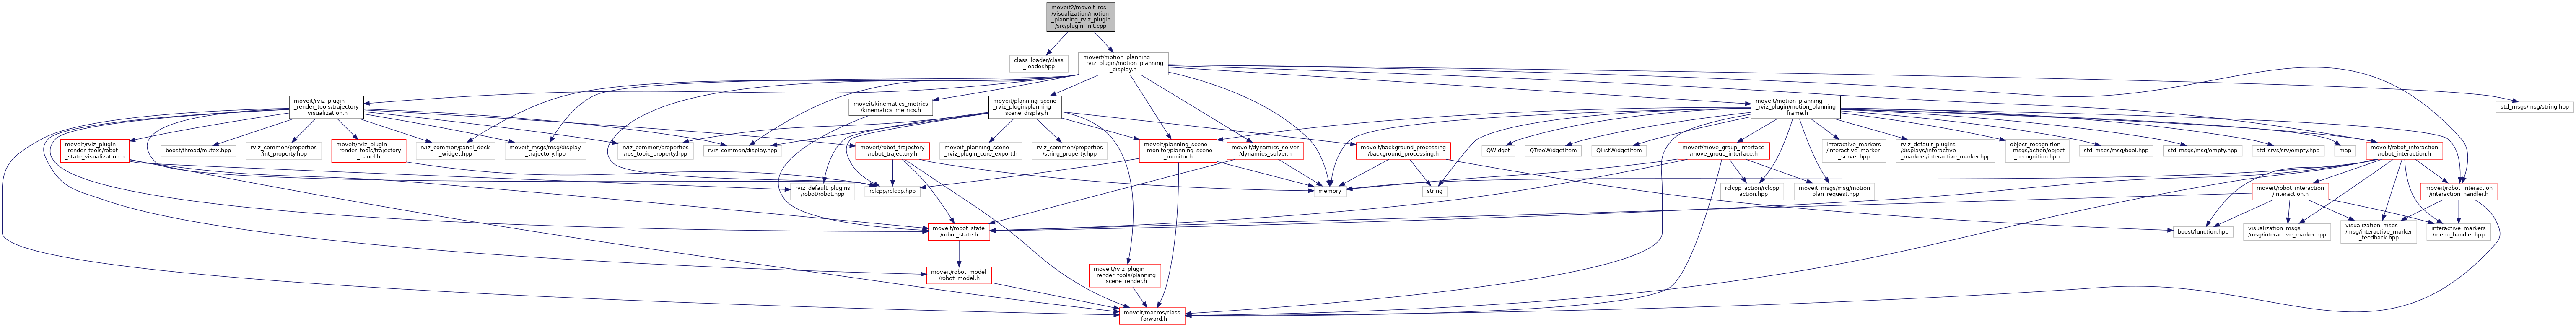 moveit2/moveit_ros
/visualization/motion
_planning_rviz_plugin
/src/plugin_init.cpp
class_loader/class
_loader.hpp
moveit/motion_planning
_rviz_plugin/motion_planning
_display.h
std_msgs/msg/string.hpp
moveit/rviz_plugin
_render_tools/trajectory
_visualization.h
moveit/kinematics_metrics
/kinematics_metrics.h
moveit/planning_scene
_rviz_plugin/planning
_scene_display.h
moveit/motion_planning
_rviz_plugin/motion_planning
_frame.h
moveit/rviz_plugin
_render_tools/robot
_state_visualization.h
boost/thread/mutex.hpp
rviz_common/properties
/int_property.hpp
moveit/rviz_plugin
_render_tools/trajectory
_panel.h
rviz_common/panel_dock
_widget.hpp
moveit_msgs/msg/display
_trajectory.hpp
rviz_common/properties
/ros_topic_property.hpp
rviz_common/display.hpp
moveit/robot_trajectory
/robot_trajectory.h
moveit_planning_scene
_rviz_plugin_core_export.h
rviz_common/properties
/string_property.hpp
moveit/planning_scene
_monitor/planning_scene
_monitor.h
moveit/dynamics_solver
/dynamics_solver.h
moveit/background_processing
/background_processing.h
QWidget
QTreeWidgetItem
QListWidgetItem
moveit/move_group_interface
/move_group_interface.h
interactive_markers
/interactive_marker
_server.hpp
rviz_default_plugins
/displays/interactive
_markers/interactive_marker.hpp
object_recognition
_msgs/action/object
_recognition.hpp
std_msgs/msg/bool.hpp
std_msgs/msg/empty.hpp
std_srvs/srv/empty.hpp
map
moveit/robot_interaction
/robot_interaction.h
rviz_default_plugins
/robot/robot.hpp
rclcpp/rclcpp.hpp
memory
string
rclcpp_action/rclcpp
_action.hpp
moveit_msgs/msg/motion
_plan_request.hpp
moveit/robot_interaction
/interaction.h
moveit/robot_interaction
/interaction_handler.h
moveit/robot_state
/robot_state.h
boost/function.hpp
visualization_msgs
/msg/interactive_marker.hpp
visualization_msgs
/msg/interactive_marker
_feedback.hpp
interactive_markers
/menu_handler.hpp
moveit/robot_model
/robot_model.h
moveit/rviz_plugin
_render_tools/planning
_scene_render.h
moveit/macros/class
_forward.h